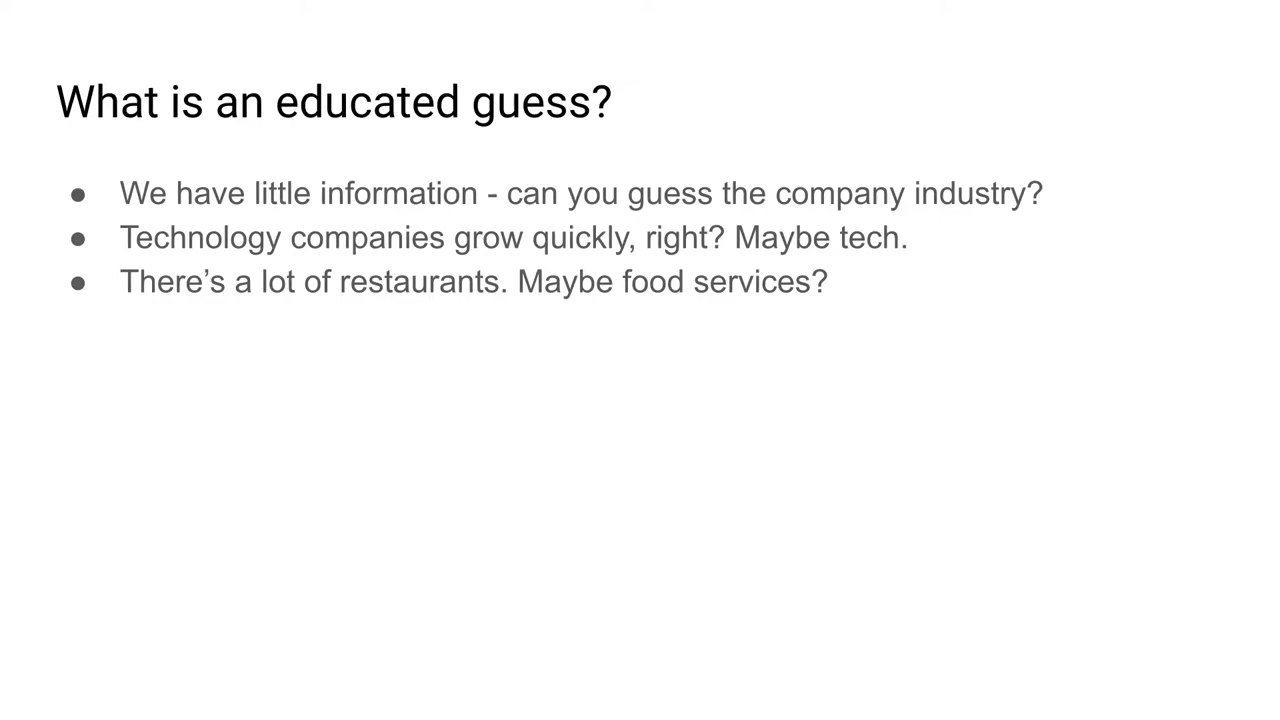 What is an educated guess?
● We have little information - can you guess the company industry?
● Technology companies grow quickly, right? Maybe tech.
● There’s a lot of restaurants. Maybe food services?